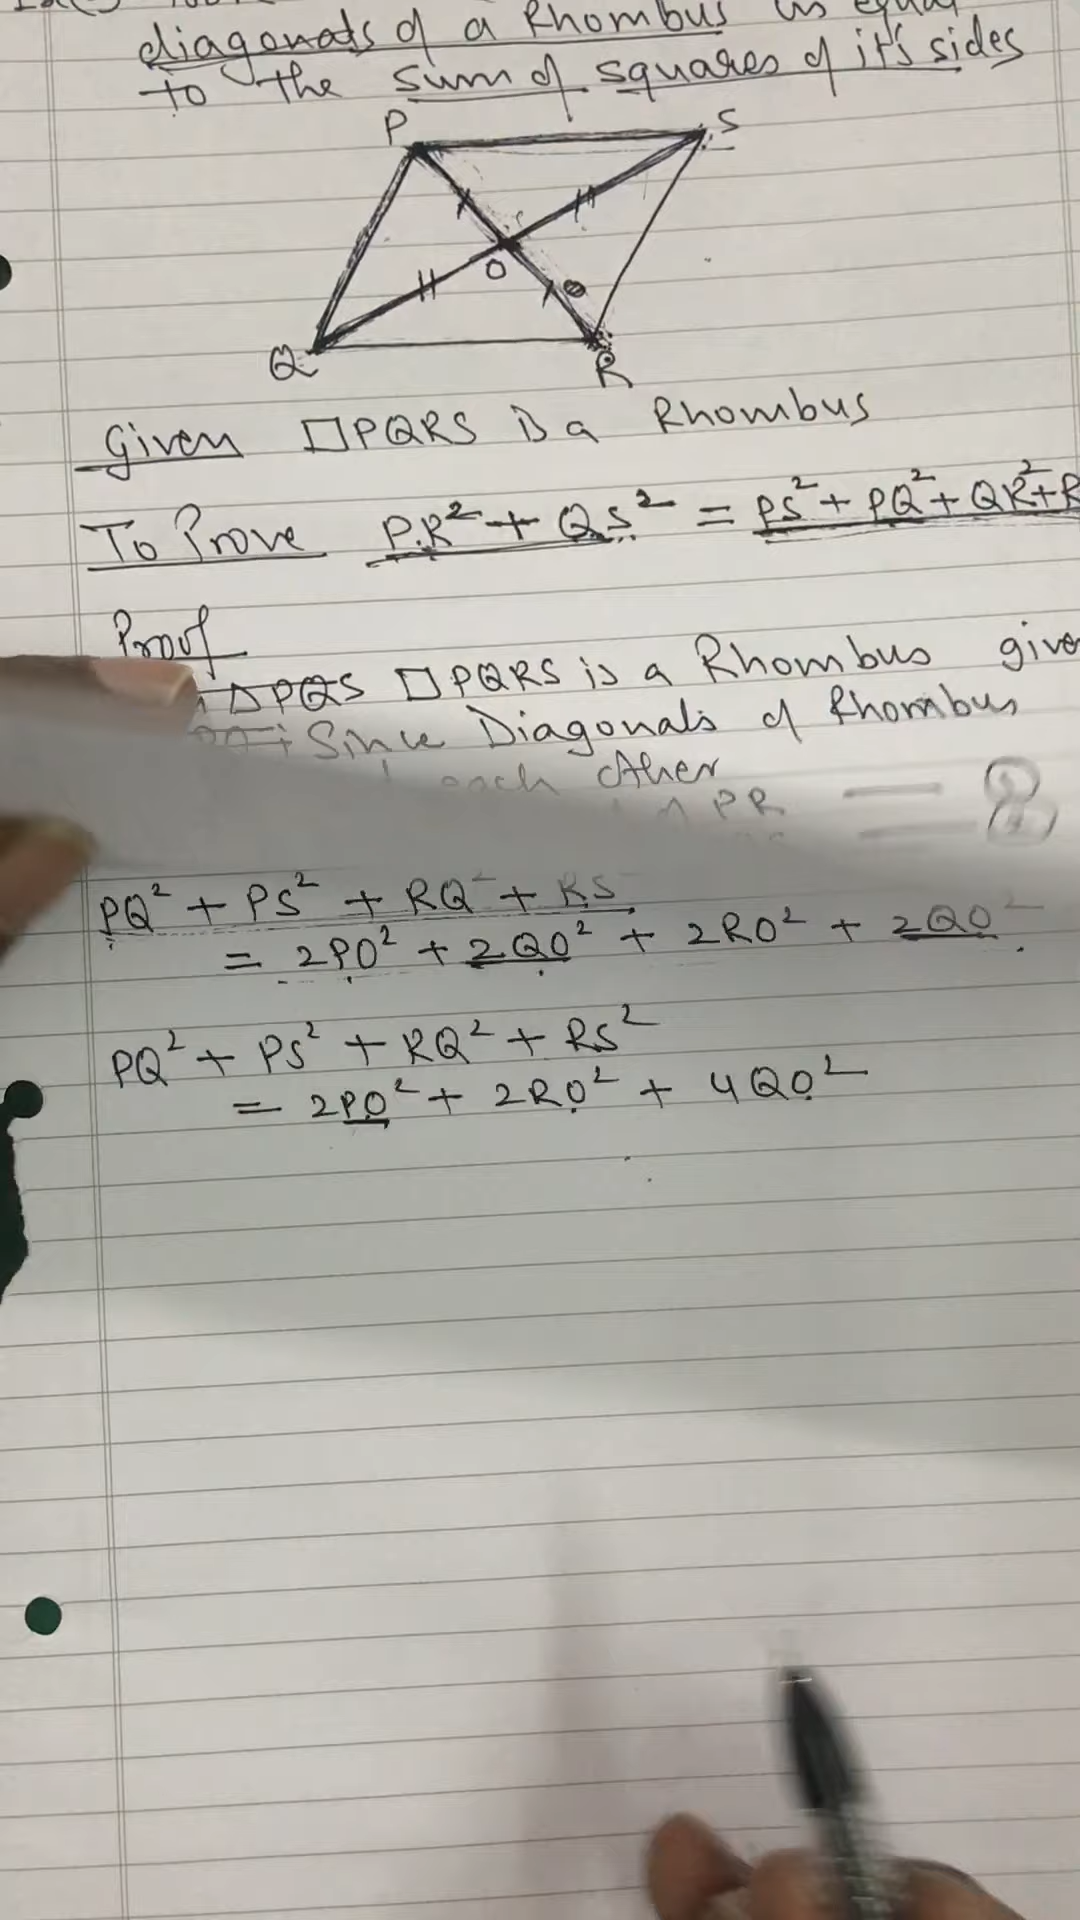 diagonals of a Rhombus is equal
to the sum of squares of it's sides
P
S
O
Q
R
Given □PQRS is a Rhombus
To Prove PR² + QS² = PS² + PQ² + QR² + R
Proof
△PQS □PQRS is a Rhombus give
Since Diagonals of Rhombus
each other
PR =
PQ² + PS² + RQ² + RS
= 2PO² + 2QO² + 2RO² + 2QO²
PQ² + PS² + RQ² + RS²
= 2PO² + 2RO² + 4QO²